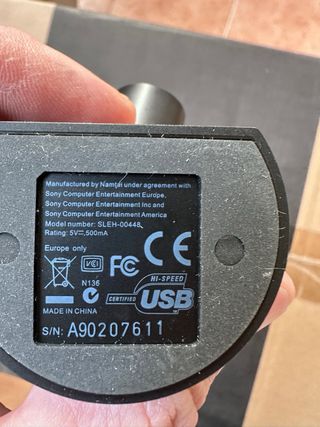 Manufactured by Namtai under agreement with
Sony Computer Entertainment Europe,
Sony Computer Entertainment Inc and
Sony Computer Entertainment America
Model number: SLEH-00448,
Rating: 5V⎓,500mA
Europe only
VCI
FC
CE
N136
HI-SPEED
CERTIFIED USB
MADE IN CHINA
S/N: A90207611